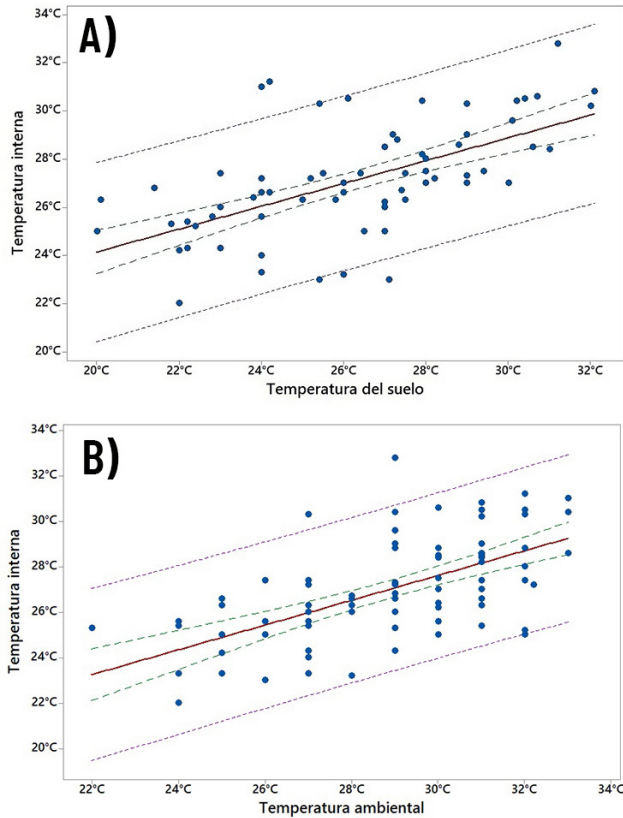 A)
34°C
32°C
30°C
28°C
26°C
24°C
22°C
20°C
Temperatura interna
20°C 22°C 24°C 26°C 28°C 30°C 32°C
Temperatura del suelo
B)
34°C
32°C
30°C
28°C
26°C
24°C
22°C
20°C
Temperatura interna
22°C 24°C 26°C 28°C 30°C 32°C 34°C
Temperatura ambiental